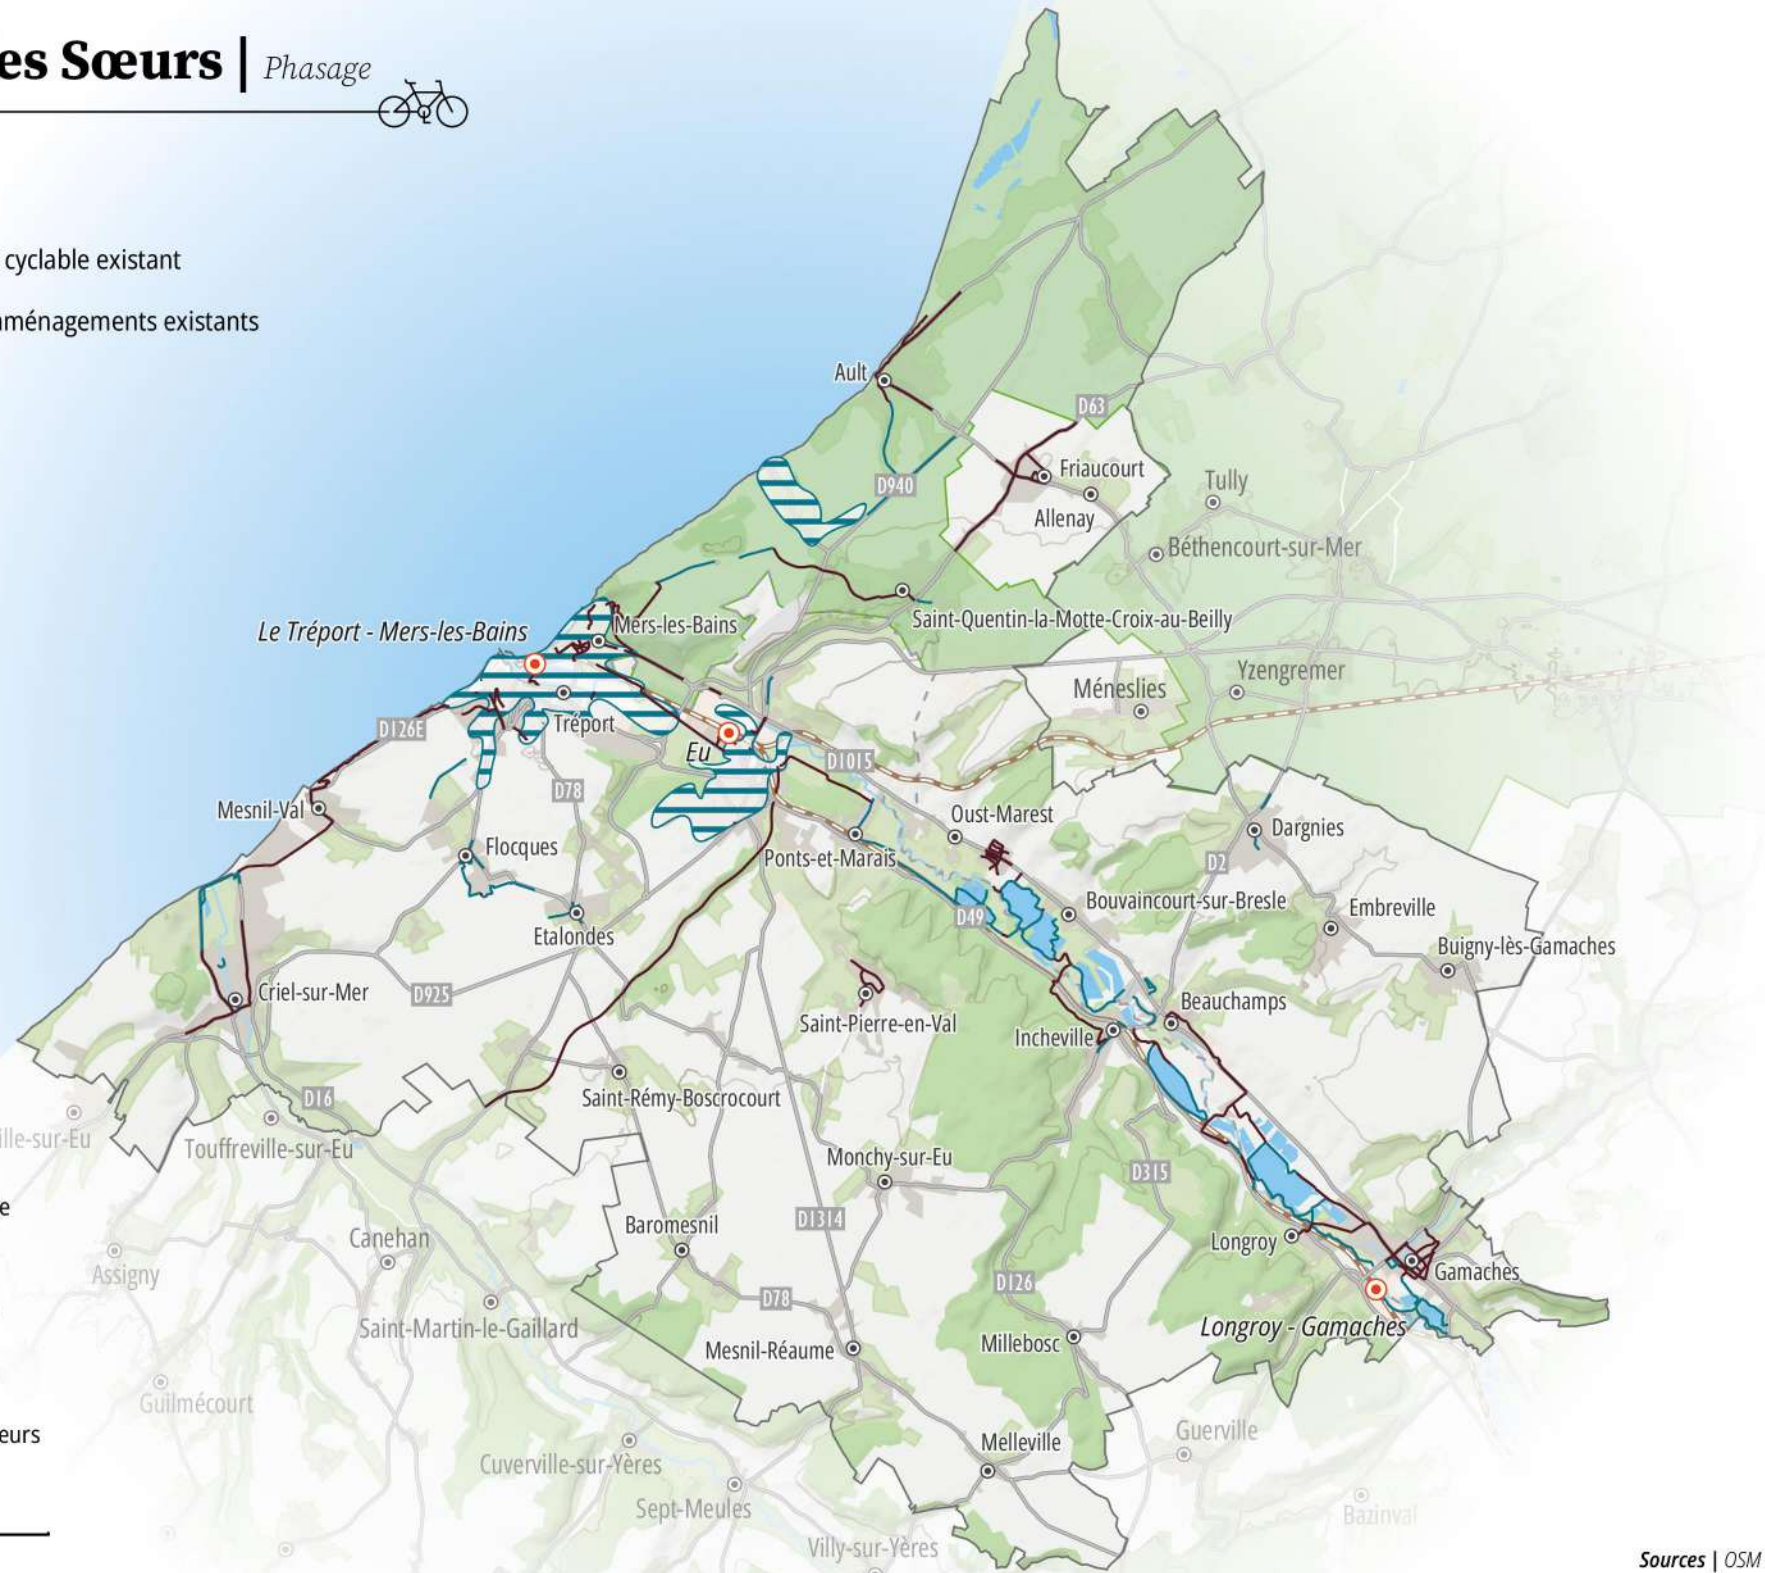 es Sœurs | Phasage
cyclable existant
aménagements existants
Ault
D63
Friaucourt
D940
Tully
Allenay
Béthencourt-sur-Mer
Le Tréport - Mers-les-Bains
Mers-les-Bains
Saint-Quentin-la-Motte-Croix-au-Beilly
Yzengremer
Méneslies
D126E
Tréport
Eu
D1015
D78
Mesnil-Val
Oust-Marest
Dargnies
Flocques
Ponts-et-Marais
D2
Bouvaincourt-sur-Bresle
Embreville
D49
Etalondes
Buigny-lès-Gamaches
Criel-sur-Mer
D925
Beauchamps
Saint-Pierre-en-Val
Incheville
D16
Saint-Rémy-Boscrocourt
ille-sur-Eu
Touffreville-sur-Eu
Monchy-sur-Eu
D315
e
Baromesnil
D1314
Canehan
Longroy
Assigny
Gamaches
D126
D78
Saint-Martin-le-Gaillard
Longroy - Gamaches
Mesnil-Réaume
Millebosc
Guilmécourt
eurs
Guerville
Melleville
Cuverville-sur-Yères
Sept-Meules
Bazinval
Villy-sur-Yères
Sources | OSM